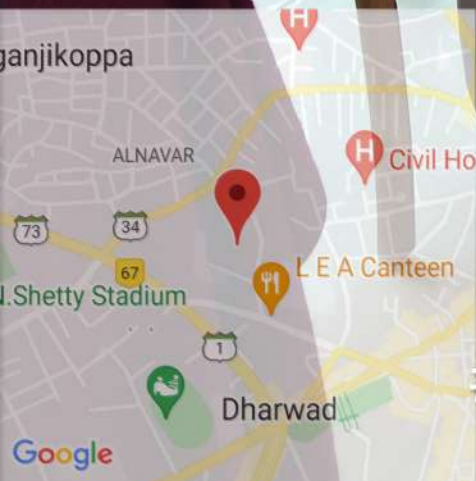 H
ganjikoppa
ALNAVAR
H Civil Ho
73
34
67
L E A Canteen
.Shetty Stadium
1
Dharwad
Google